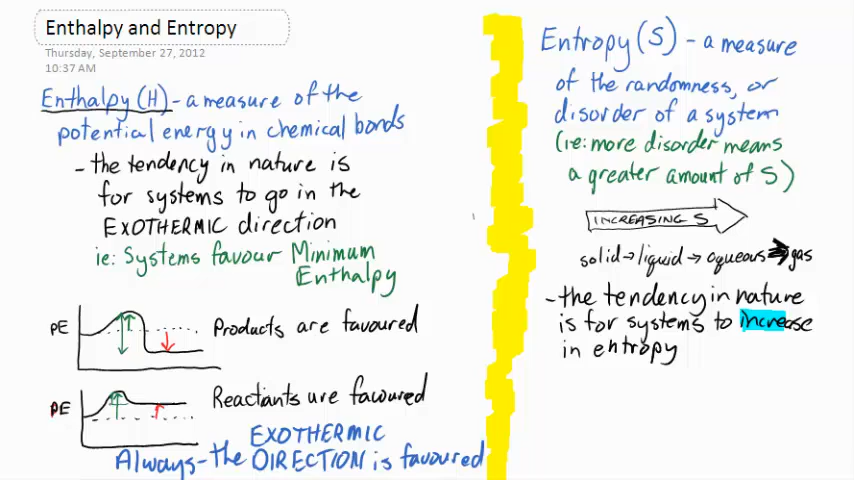 Enthalpy and Entropy
Thursday, September 27, 2012
10:37 AM
Enthalpy (H) - a measure of the
potential energy in chemical bonds
- the tendency in nature is
for systems to go in the
EXOTHERMIC direction
ie: Systems favour Minimum
Enthalpy
PE
Products are favoured
PE
Reactants are favoured
EXOTHERMIC
Always - the DIRECTION is favoured
Entropy (S) - a measure
of the randomness, or
disorder of a system
(ie: more disorder means
a greater amount of S)
INCREASING S
solid → liquid → aqueous → gas
- the tendency in nature
is for systems to increase
in entropy